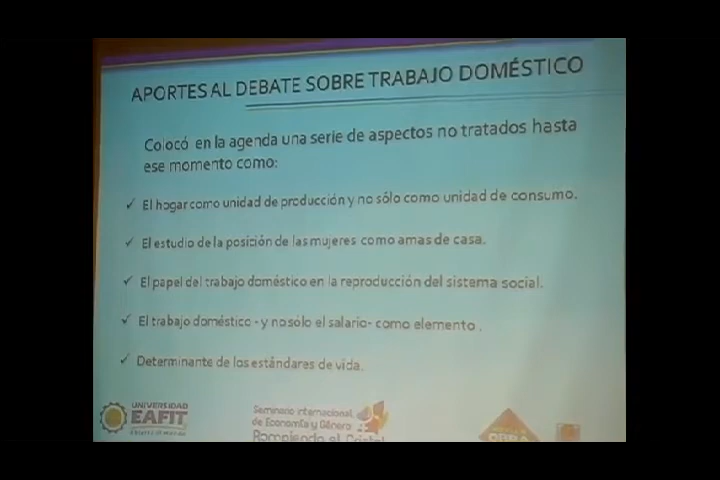 APORTES AL DEBATE SOBRE TRABAJO DOMÉSTICO
Colocó en la agenda una serie de aspectos no tratados hasta
ese momento como:
✓ El hogar como unidad de producción y no sólo como unidad de consumo.
✓ El estudio de la posición de las mujeres como amas de casa.
✓ El papel del trabajo doméstico en la reproducción del sistema social.
✓ El trabajo doméstico - y no sólo el salario- como elemento .
✓ Determinante de los estándares de vida.
UNIVERSIDAD
EAFIT
Seminario internacional
de Economía y Género
Rompiendo el Cristal
OBRA